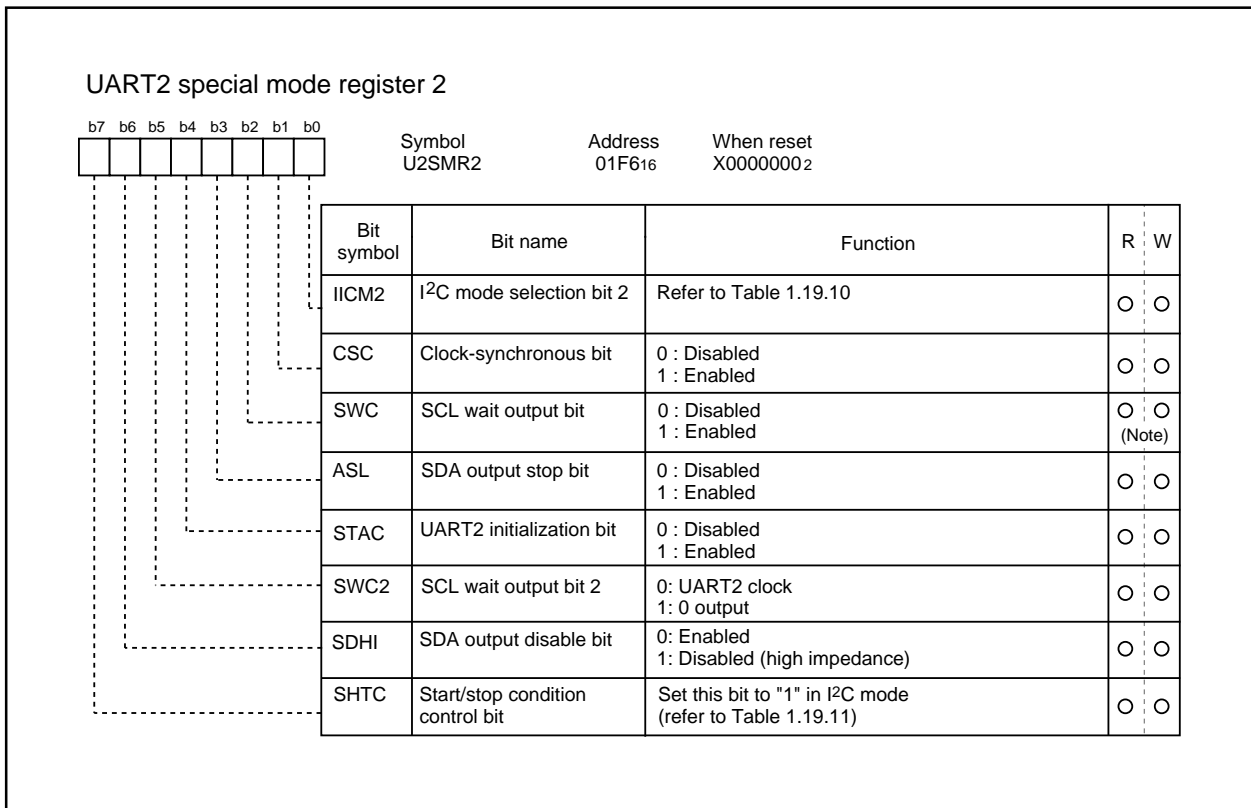 UART2 special mode register 2
b7 b6 b5 b4 b3 b2 b1 b0
Symbol Address When reset
U2SMR2 01F616 X00000002
Bit symbol Bit name Function R W
IICM2 I2C mode selection bit 2 Refer to Table 1.19.10
CSC Clock-synchronous bit 0 : Disabled
1 : Enabled
SWC SCL wait output bit 0 : Disabled
1 : Enabled
(Note)
ASL SDA output stop bit 0 : Disabled
1 : Enabled
STAC UART2 initialization bit 0 : Disabled
1 : Enabled
SWC2 SCL wait output bit 2 0: UART2 clock
1: 0 output
SDHI SDA output disable bit 0: Enabled
1: Disabled (high impedance)
SHTC Start/stop condition Set this bit to "1" in I2C mode
control bit (refer to Table 1.19.11)